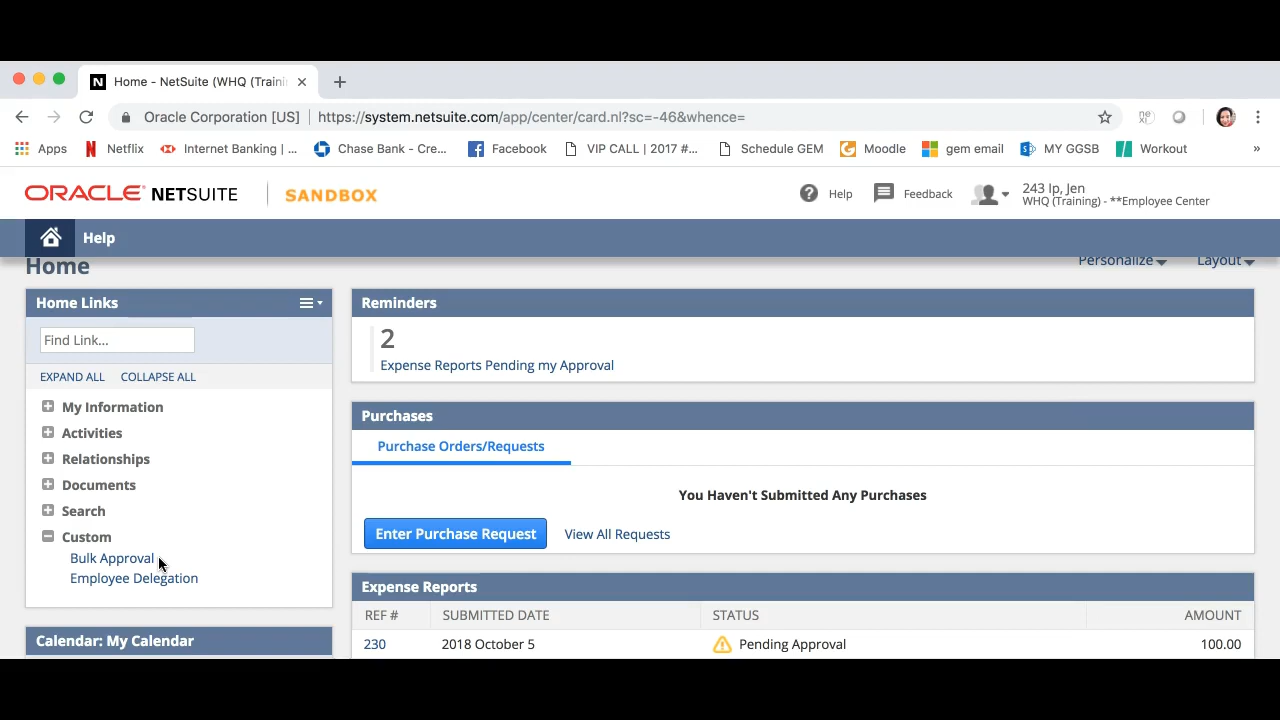 Home - NetSuite (WHQ (Traini
Oracle Corporation [US] https://system.netsuite.com/app/center/card.nl?sc=-46&whence=
Apps Netflix Internet Banking | ... Chase Bank - Cre... Facebook VIP CALL | 2017 #... Schedule GEM Moodle gem email MY GGSB Workout »
ORACLE NETSUITE SANDBOX Help Feedback 243 Ip, Jen
WHQ (Training) - **Employee Center
Help
Home Personalize Layout
Home Links
Find Link...
EXPAND ALL COLLAPSE ALL
My Information
Activities
Relationships
Documents
Search
Custom
Bulk Approval
Employee Delegation
Calendar: My Calendar
Reminders
2
Expense Reports Pending my Approval
Purchases
Purchase Orders/Requests
You Haven't Submitted Any Purchases
Enter Purchase Request View All Requests
Expense Reports
REF # SUBMITTED DATE STATUS AMOUNT
230 2018 October 5 Pending Approval 100.00